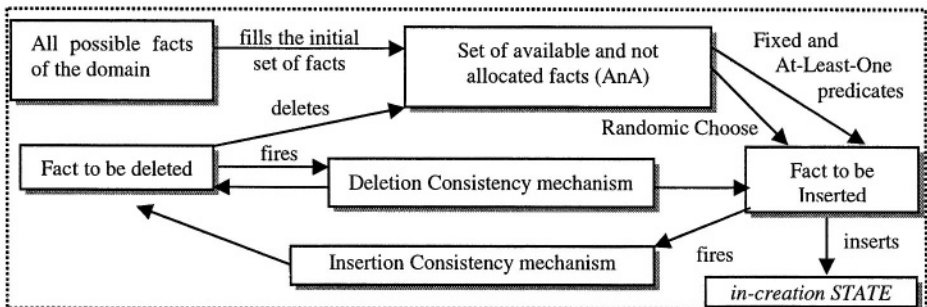 All possible facts
of the domain
fills the initial
set of facts
Set of available and not
allocated facts (AnA)
Fixed and
At-Least-One
predicates
deletes
Randomic Choose
Fact to be deleted
fires
Deletion Consistency mechanism
Fact to be
Inserted
Insertion Consistency mechanism
fires
inserts
in-creation STATE